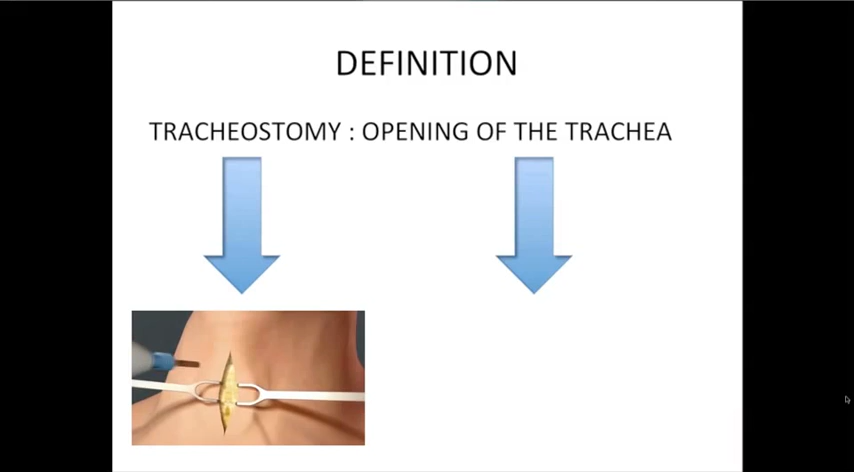 DEFINITION
TRACHEOSTOMY : OPENING OF THE TRACHEA